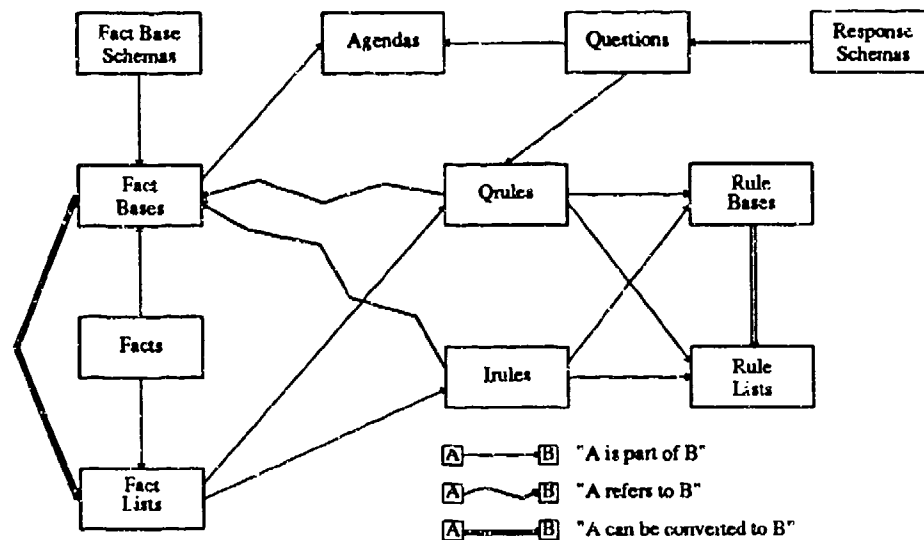 Fact Base
Schemas
Agendas
Questions
Response
Schemas
Fact
Bases
Qrules
Rule
Bases
Facts
Irules
Rule
Lists
Fact
Lists
A B "A is part of B"
A B "A refers to B"
A B "A can be converted to B"